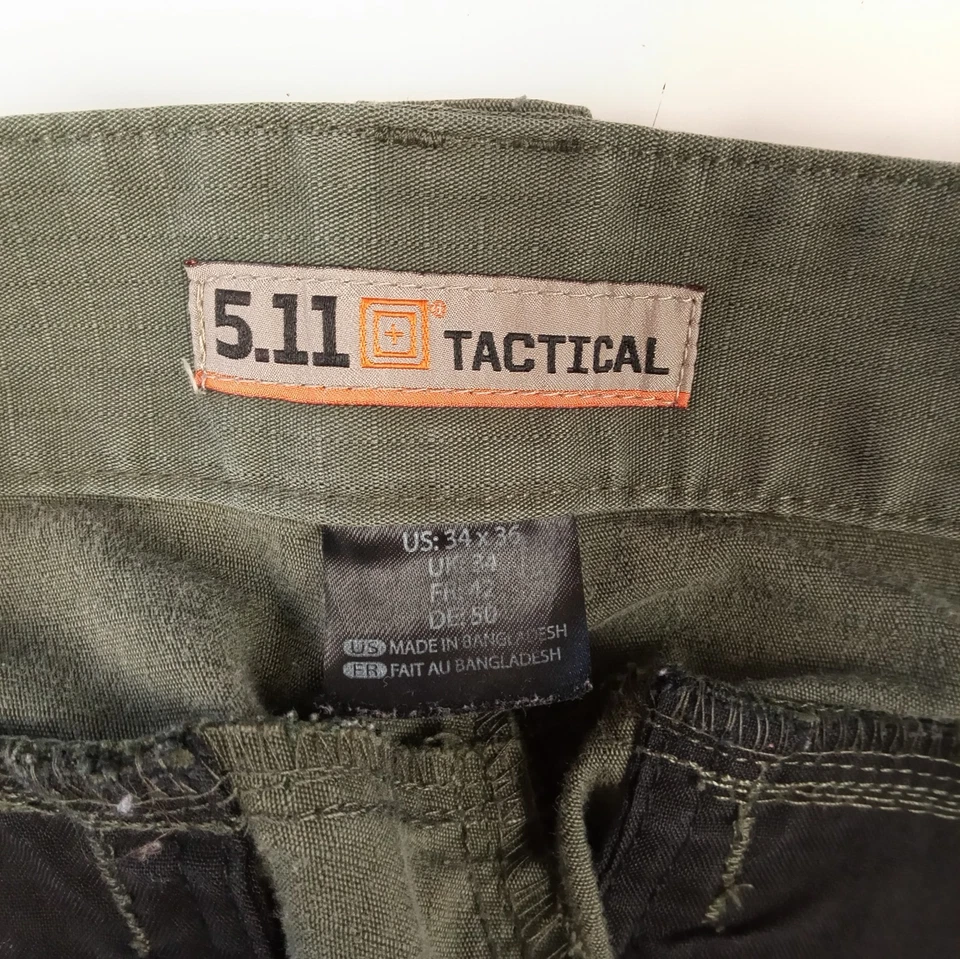 5.11® TACTICAL
US: 34 x 36
UK: 34
FR: 42
DE: 50
US MADE IN BANGLADESH
FR FAIT AU BANGLADESH